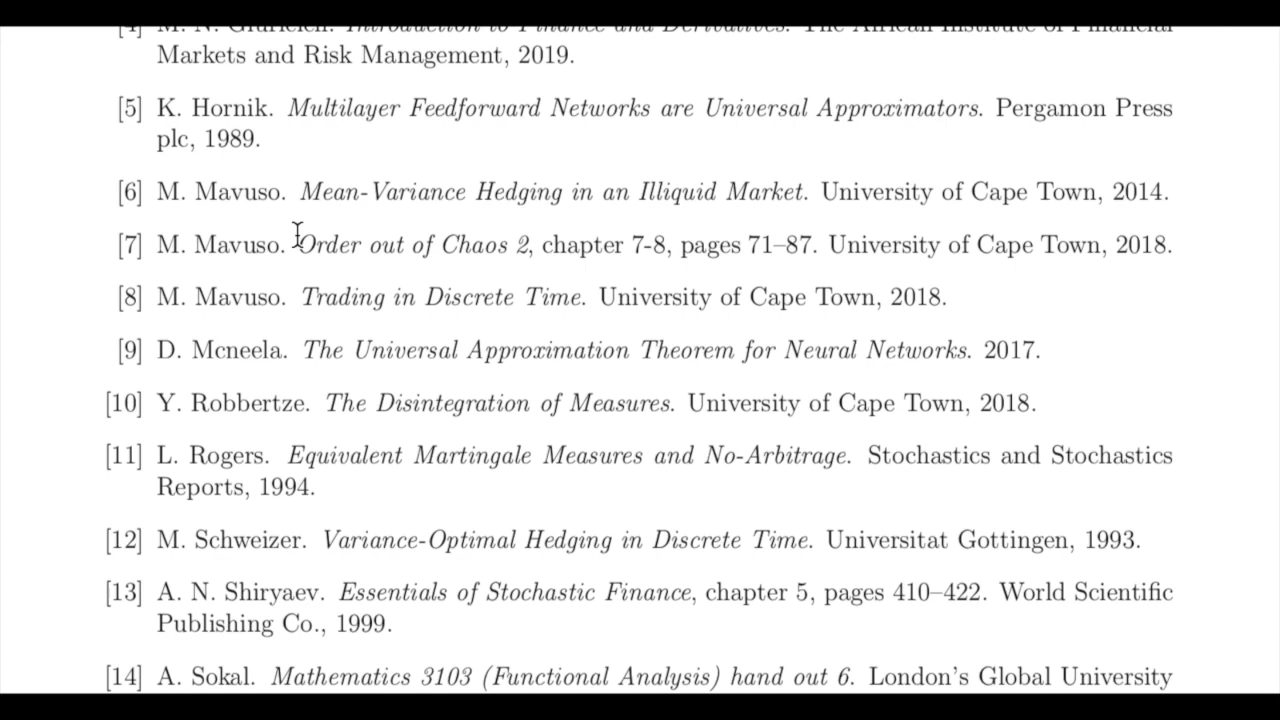 Markets and Risk Management, 2019.
[5] K. Hornik. Multilayer Feedforward Networks are Universal Approximators. Pergamon Press
plc, 1989.
[6] M. Mavuso. Mean-Variance Hedging in an Illiquid Market. University of Cape Town, 2014.
[7] M. Mavuso. Order out of Chaos 2, chapter 7-8, pages 71–87. University of Cape Town, 2018.
[8] M. Mavuso. Trading in Discrete Time. University of Cape Town, 2018.
[9] D. Mcneela. The Universal Approximation Theorem for Neural Networks. 2017.
[10] Y. Robbertze. The Disintegration of Measures. University of Cape Town, 2018.
[11] L. Rogers. Equivalent Martingale Measures and No-Arbitrage. Stochastics and Stochastics
Reports, 1994.
[12] M. Schweizer. Variance-Optimal Hedging in Discrete Time. Universitat Gottingen, 1993.
[13] A. N. Shiryaev. Essentials of Stochastic Finance, chapter 5, pages 410–422. World Scientific
Publishing Co., 1999.
[14] A. Sokal. Mathematics 3103 (Functional Analysis) hand out 6. London's Global University